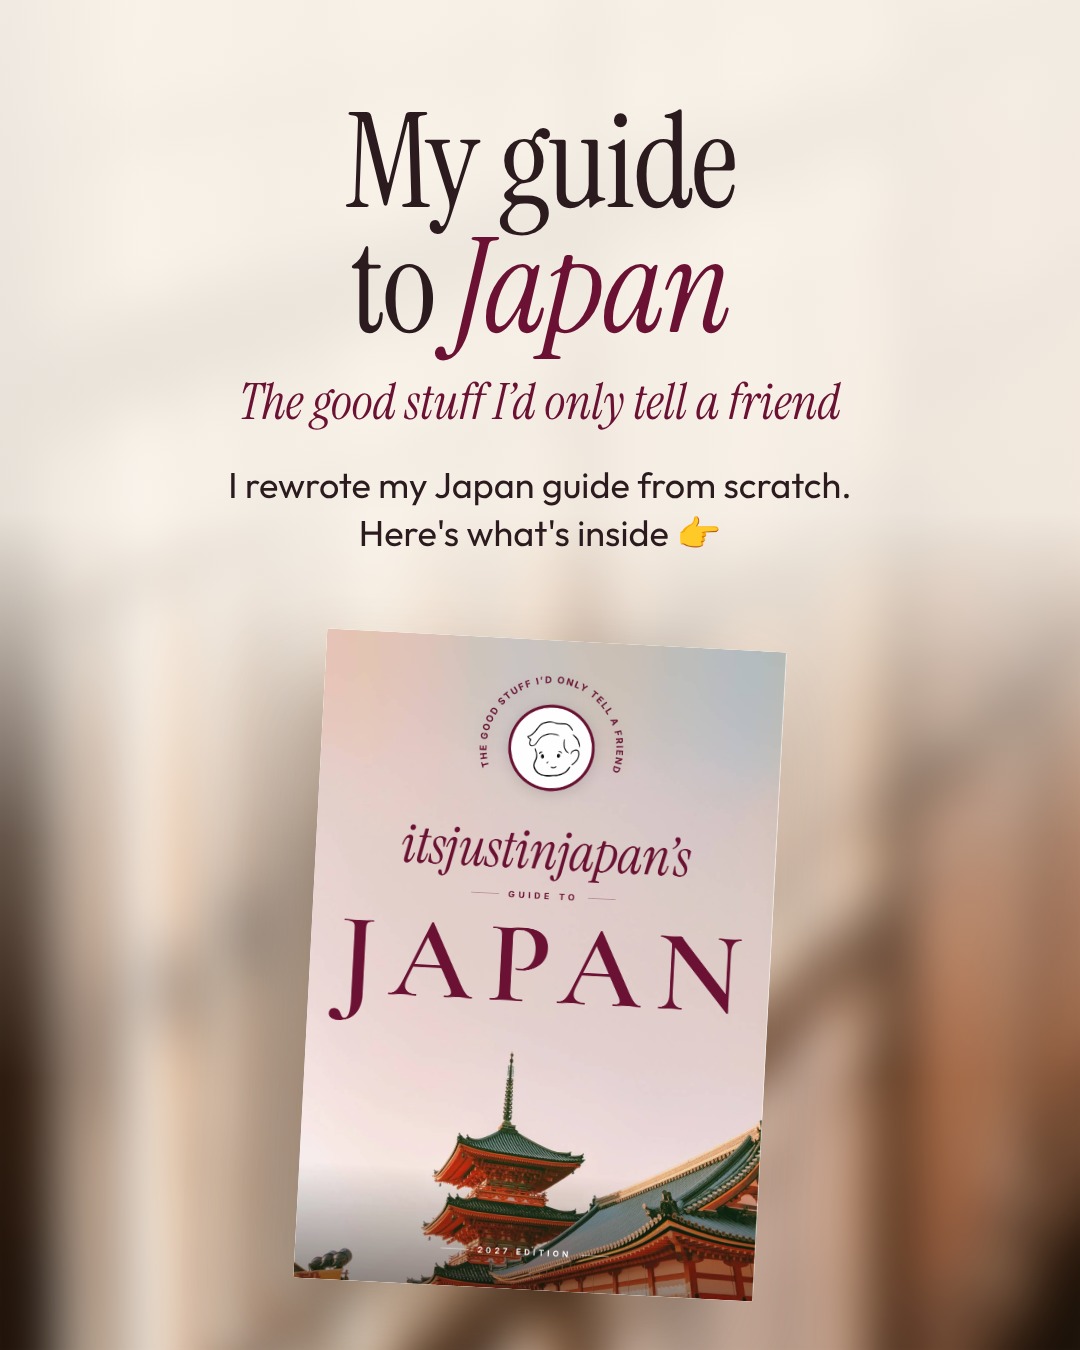 My guide
to Japan
The good stuff I’d only tell a friend
I rewrote my Japan guide from scratch.
Here's what's inside 👉
THE GOOD STUFF I'D ONLY TELL A FRIEND
itsjustinjapan’s
GUIDE TO
JAPAN
2027 EDITION